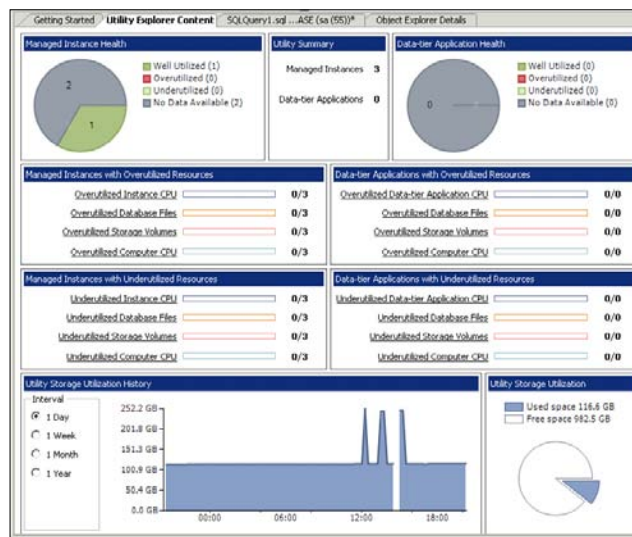 Getting Started
Utility Explorer Content
SQLQuery1.sql ...ASE (sa (55))*
Object Explorer Details
Managed Instance Health
2
1
Well Utilized (1)
Overutilized (0)
Underutilized (0)
No Data Available (2)
Utility Summary
Managed Instances 3
Data-tier Applications 0
Data-tier Application Health
0
Well Utilized (0)
Overutilized (0)
Underutilized (0)
No Data Available (0)
Managed Instances with Overutilized Resources
Overutilized Instance CPU 0/3
Overutilized Database Files 0/3
Overutilized Storage Volumes 0/3
Overutilized Computer CPU 0/3
Data-tier Applications with Overutilized Resources
Overutilized Data-tier Application CPU 0/0
Overutilized Database Files 0/0
Overutilized Storage Volumes 0/0
Overutilized Computer CPU 0/0
Managed Instances with Underutilized Resources
Underutilized Instance CPU 0/3
Underutilized Database Files 0/3
Underutilized Storage Volumes 0/3
Underutilized Computer CPU 0/3
Data-tier Applications with Underutilized Resources
Underutilized Data-tier Application CPU 0/0
Underutilized Database Files 0/0
Underutilized Storage Volumes 0/0
Underutilized Computer CPU 0/0
Utility Storage Utilization History
Interval
1 Day
1 Week
1 Month
1 Year
252.2 GB
201.8 GB
151.3 GB
100.9 GB
50.4 GB
0.0 GB
00:00 06:00 12:00 18:00
Utility Storage Utilization
Used space 116.6 GB
Free space 982.5 GB